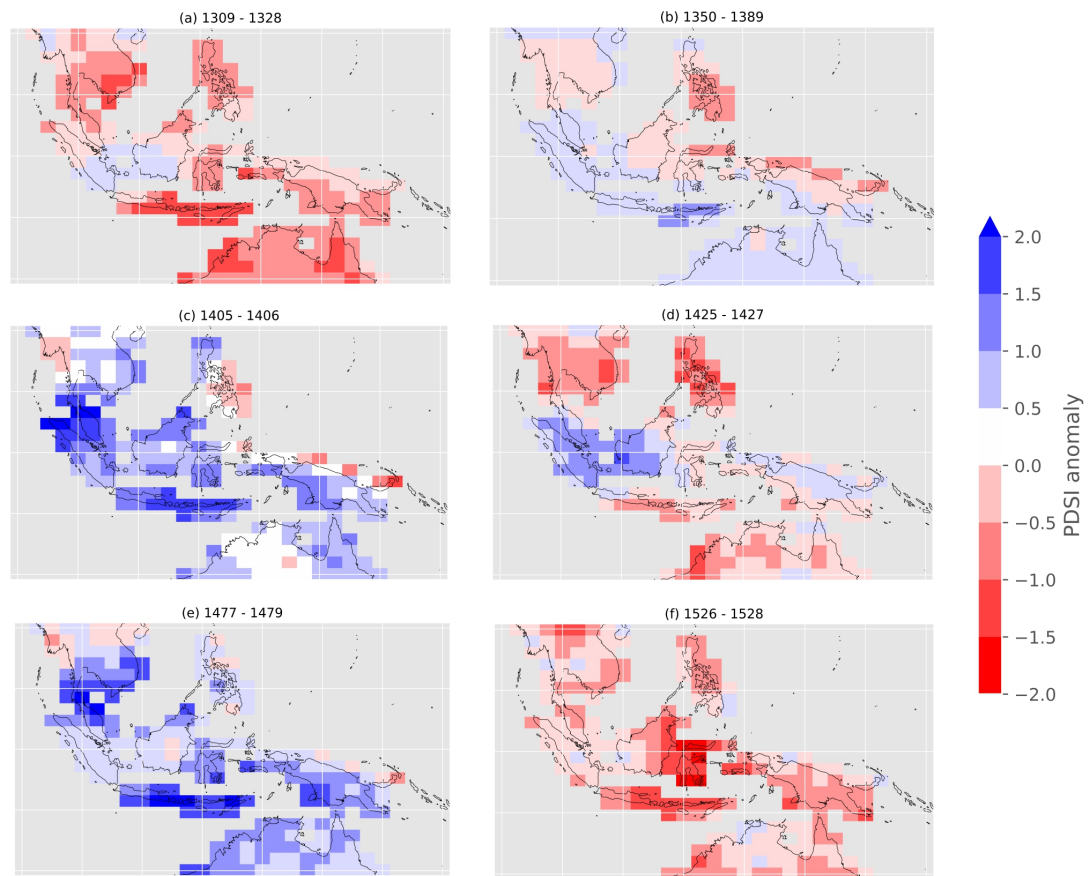 (a) 1309 - 1328
(b) 1350 - 1389
(c) 1405 - 1406
(d) 1425 - 1427
(e) 1477 - 1479
(f) 1526 - 1528
2.0
1.5
1.0
0.5
0.0
−0.5
−1.0
−1.5
−2.0
PDSI anomaly